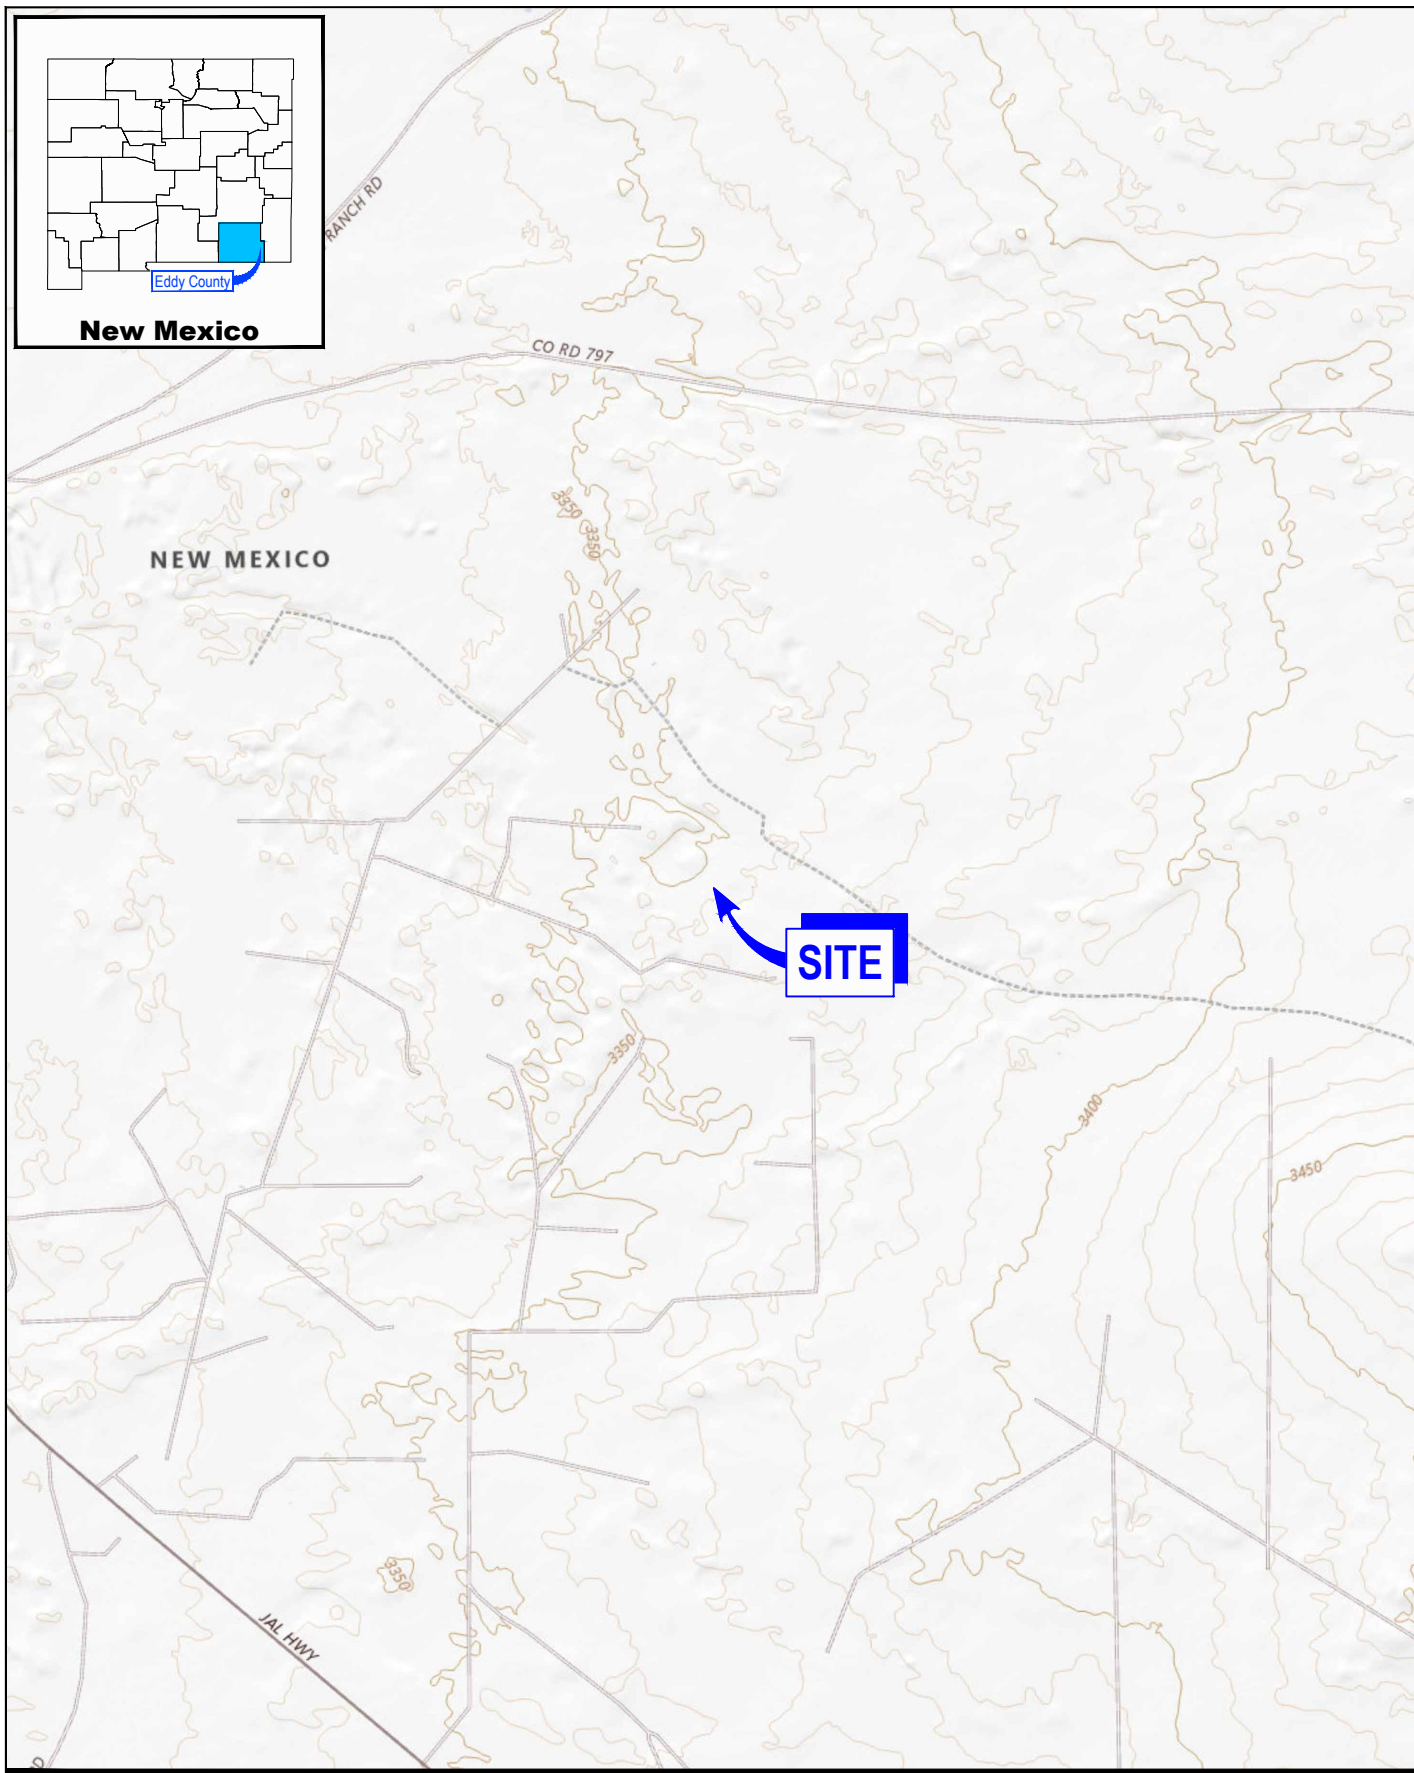 RANCH RD
Eddy County
New Mexico
CO RD 797
3350
3350
NEW MEXICO
SITE
3350
3400
3450
3350
JAL HWY
D